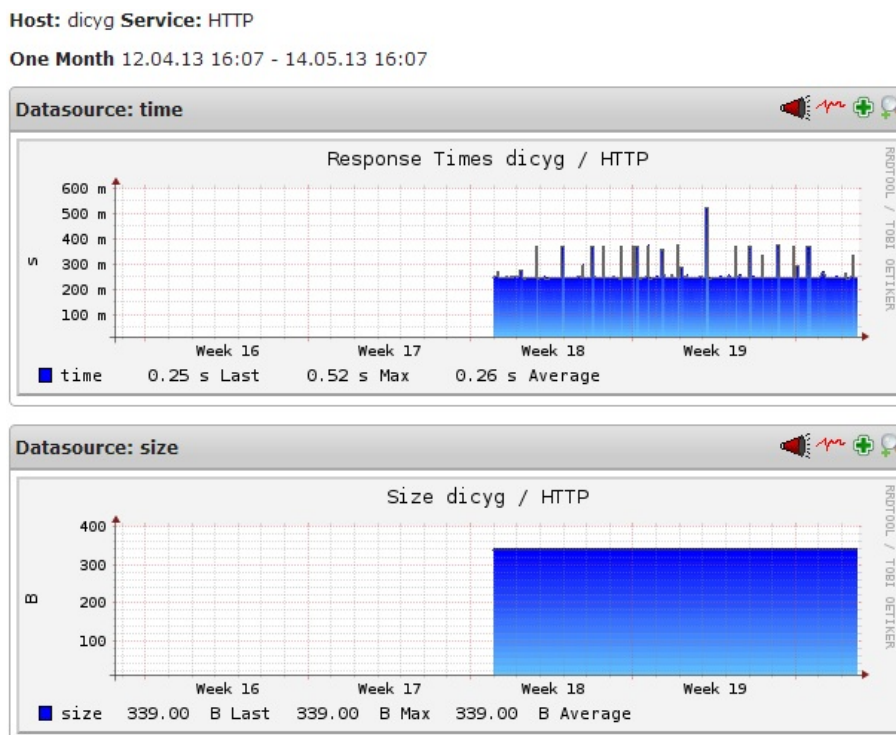 Host: dicyg Service: HTTP
One Month 12.04.13 16:07 - 14.05.13 16:07
Datasource: time
Response Times dicyg / HTTP
RRDTOOL / TOBI OETIKER
600 m
500 m
400 m
300 m
200 m
100 m
s
Week 16 Week 17 Week 18 Week 19
time 0.25 s Last 0.52 s Max 0.26 s Average
Datasource: size
Size dicyg / HTTP
RRDTOOL / TOBI OETIKER
400
300
200
100
B
Week 16 Week 17 Week 18 Week 19
size 339.00 B Last 339.00 B Max 339.00 B Average